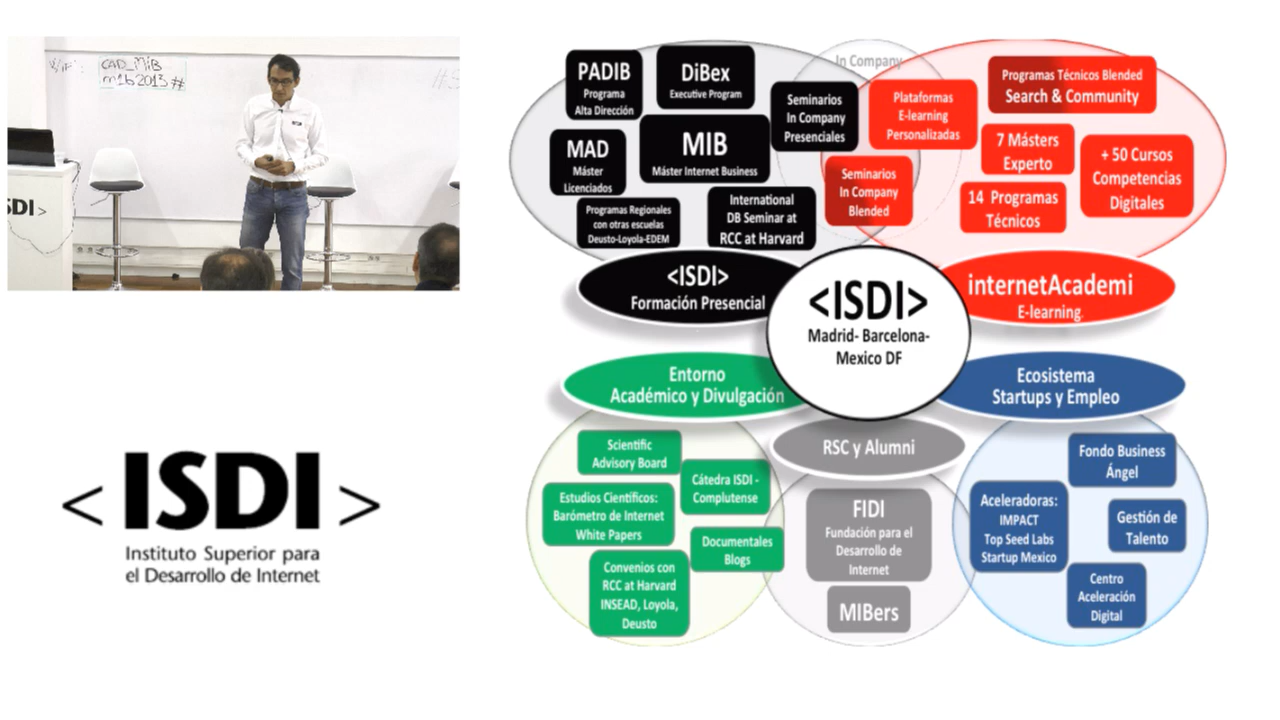 CAD_MiB
m1b2013#
SDI>
< ISDI >
Instituto Superior para
el Desarrollo de Internet
In Company
PADIB
Programa
Alta Dirección
DiBex
Executive Program
MAD
Máster
Licenciados
MIB
Máster Internet Business
Programas Regionales
con otras escuelas
Deusto-Loyola-EDEM
International
DB Seminar at
RCC at Harvard
Seminarios
In Company
Presenciales
Plataformas
E-learning
Personalizadas
Seminarios
In Company
Blended
Programas Técnicos Blended
Search & Community
7 Másters
Experto
+ 50 Cursos
Competencias
Digitales
14 Programas
Técnicos
<ISDI>
Formación Presencial
<ISDI>
Madrid- Barcelona-
Mexico DF
internetAcademi
E-learning
Entorno
Académico y Divulgación
Ecosistema
Startups y Empleo
RSC y Alumni
Scientific
Advisory Board
Cátedra ISDI -
Complutense
Estudios Científicos:
Barómetro de Internet
White Papers
Documentales
Blogs
Convenios con
RCC at Harvard
INSEAD, Loyola,
Deusto
FIDI
Fundación para el
Desarrollo de
Internet
MIBers
Fondo Business
Ángel
Aceleradoras:
IMPACT
Top Seed Labs
Startup Mexico
Gestión de
Talento
Centro
Aceleración
Digital